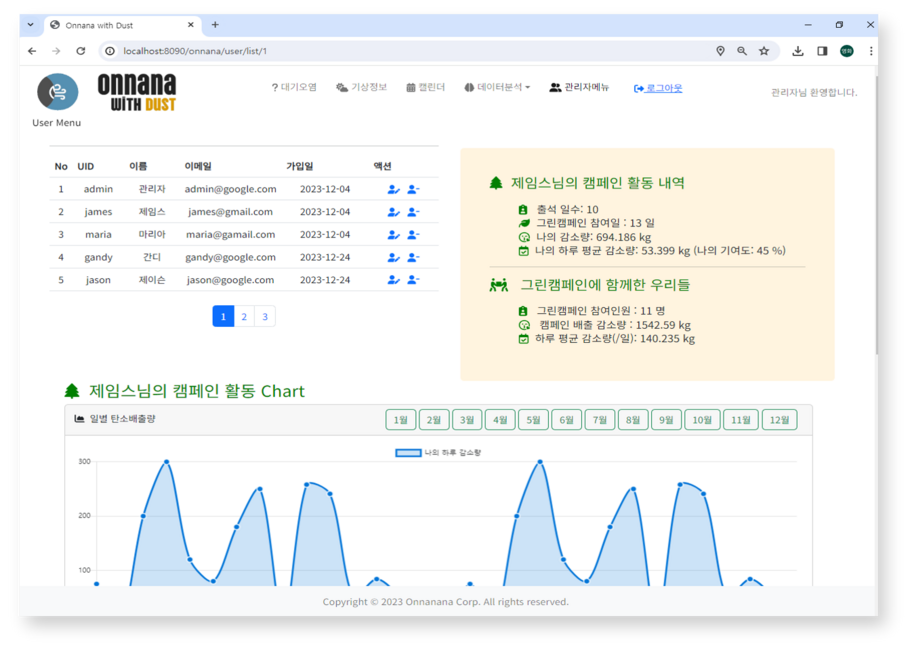 Onnana with Dust
localhost:8090/onnana/user/list/1
ONNANA
WITH DUST
? 대기오염
기상정보
캘린더
데이터분석
관리자메뉴
로그아웃
관리자님 환영합니다.
User Menu
No UID 이름 이메일 가입일 액션
1 admin 관리자 admin@google.com 2023-12-04
2 james 제임스 james@gmail.com 2023-12-04
3 maria 마리아 maria@gamail.com 2023-12-04
4 gandy 간디 gandy@google.com 2023-12-24
5 jason 제이슨 jason@google.com 2023-12-24
1 2 3
제임스님의 캠페인 활동 내역
출석 일수: 10
그린캠페인 참여일 : 13 일
나의 감소량: 694.186 kg
나의 하루 평균 감소량: 53.399 kg (나의 기여도: 45 %)
그린캠페인에 함께한 우리들
그린캠페인 참여인원 : 11 명
캠페인 배출 감소량 : 1542.59 kg
하루 평균 감소량(/일): 140.235 kg
제임스님의 캠페인 활동 Chart
일별 탄소배출량
1월 2월 3월 4월 5월 6월 7월 8월 9월 10월 11월 12월
나의 하루 감소량
300
200
100
Copyright © 2023 Onnanana Corp. All rights reserved.